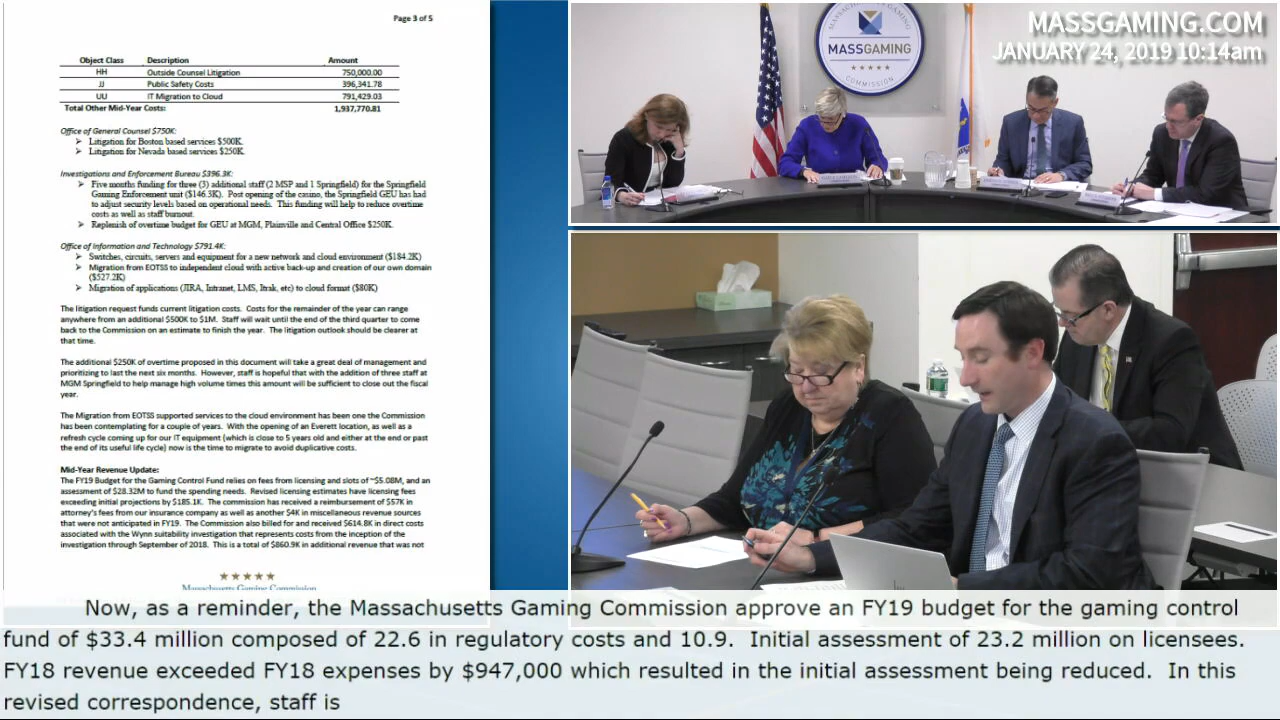 Page 3 of 5
Object Class Description Amount
HH Outside Counsel Litigation 750,000.00
JJ Public Safety Costs 396,341.78
UU IT Migration to Cloud 791,429.03
Total Other Mid-Year Costs: 1,937,770.81
Office of General Counsel $750K:
➢ Litigation for Boston based services $500K.
➢ Litigation for Nevada based services $250K.
Investigations and Enforcement Bureau $396.3K:
➢ Five months funding for three (3) additional staff (2 MSP and 1 Springfield) for the Springfield
Gaming Enforcement unit ($146.3K). Post opening of the casino, the Springfield GEU has had
to adjust security levels based on operational needs. This funding will help to reduce overtime
costs as well as staff burnout.
➢ Replenish of overtime budget for GEU at MGM, Plainville and Central Office $250K.
Office of Information and Technology $791.4K:
➢ Switches, circuits, servers and equipment for a new network and cloud environment ($184.2K)
➢ Migration from EOTSS to independent cloud with active back-up and creation of our own domain
($527.2K)
➢ Migration of applications (JIRA, Intranet, LMS, Itrak, etc) to cloud format ($80K)
The litigation request funds current litigation costs. Costs for the remainder of the year can range
anywhere from an additional $500K to $1M. Staff will wait until the end of the third quarter to come
back to the Commission on an estimate to finish the year. The litigation outlook should be clearer at
that time.
The additional $250K of overtime proposed in this document will take a great deal of management and
prioritizing to last the next six months. However, staff is hopeful that with the addition of three staff at
MGM Springfield to help manage high volume times this amount will be sufficient to close out the fiscal
year.
The Migration from EOTSS supported services to the cloud environment has been one the Commission
has been contemplating for a couple of years. With the opening of an Everett location, as well as a
refresh cycle coming up for our IT equipment (which is close to 5 years old and either at the end or past
the end of its useful life cycle) now is the time to migrate to avoid duplicative costs.
Mid-Year Revenue Update:
The FY19 Budget for the Gaming Control Fund relies on fees from licensing and slots of ~$5.08M, and an
assessment of $28.32M to fund the spending needs. Revised licensing estimates have licensing fees
exceeding initial projections by $185.1K. The commission has received a reimbursement of $57K in
attorney's fees from our insurance company as well as another $4K in miscellaneous revenue sources
that were not anticipated in FY19. The Commission also billed for and received $614.8K in direct costs
associated with the Wynn suitability investigation that represents costs from the inception of the
investigation through September of 2018. This is a total of $860.9K in additional revenue that was not
★★★★★
Massachusetts Gaming Commission
MASSACHUSETTS GAMING
MASSGAMING
★★★★★
COMMISSION
MASSGAMING.COM
JANUARY 24, 2019 10:14am
Now, as a reminder, the Massachusetts Gaming Commission approve an FY19 budget for the gaming control
fund of $33.4 million composed of 22.6 in regulatory costs and 10.9. Initial assessment of 23.2 million on licensees.
FY18 revenue exceeded FY18 expenses by $947,000 which resulted in the initial assessment being reduced. In this
revised correspondence, staff is